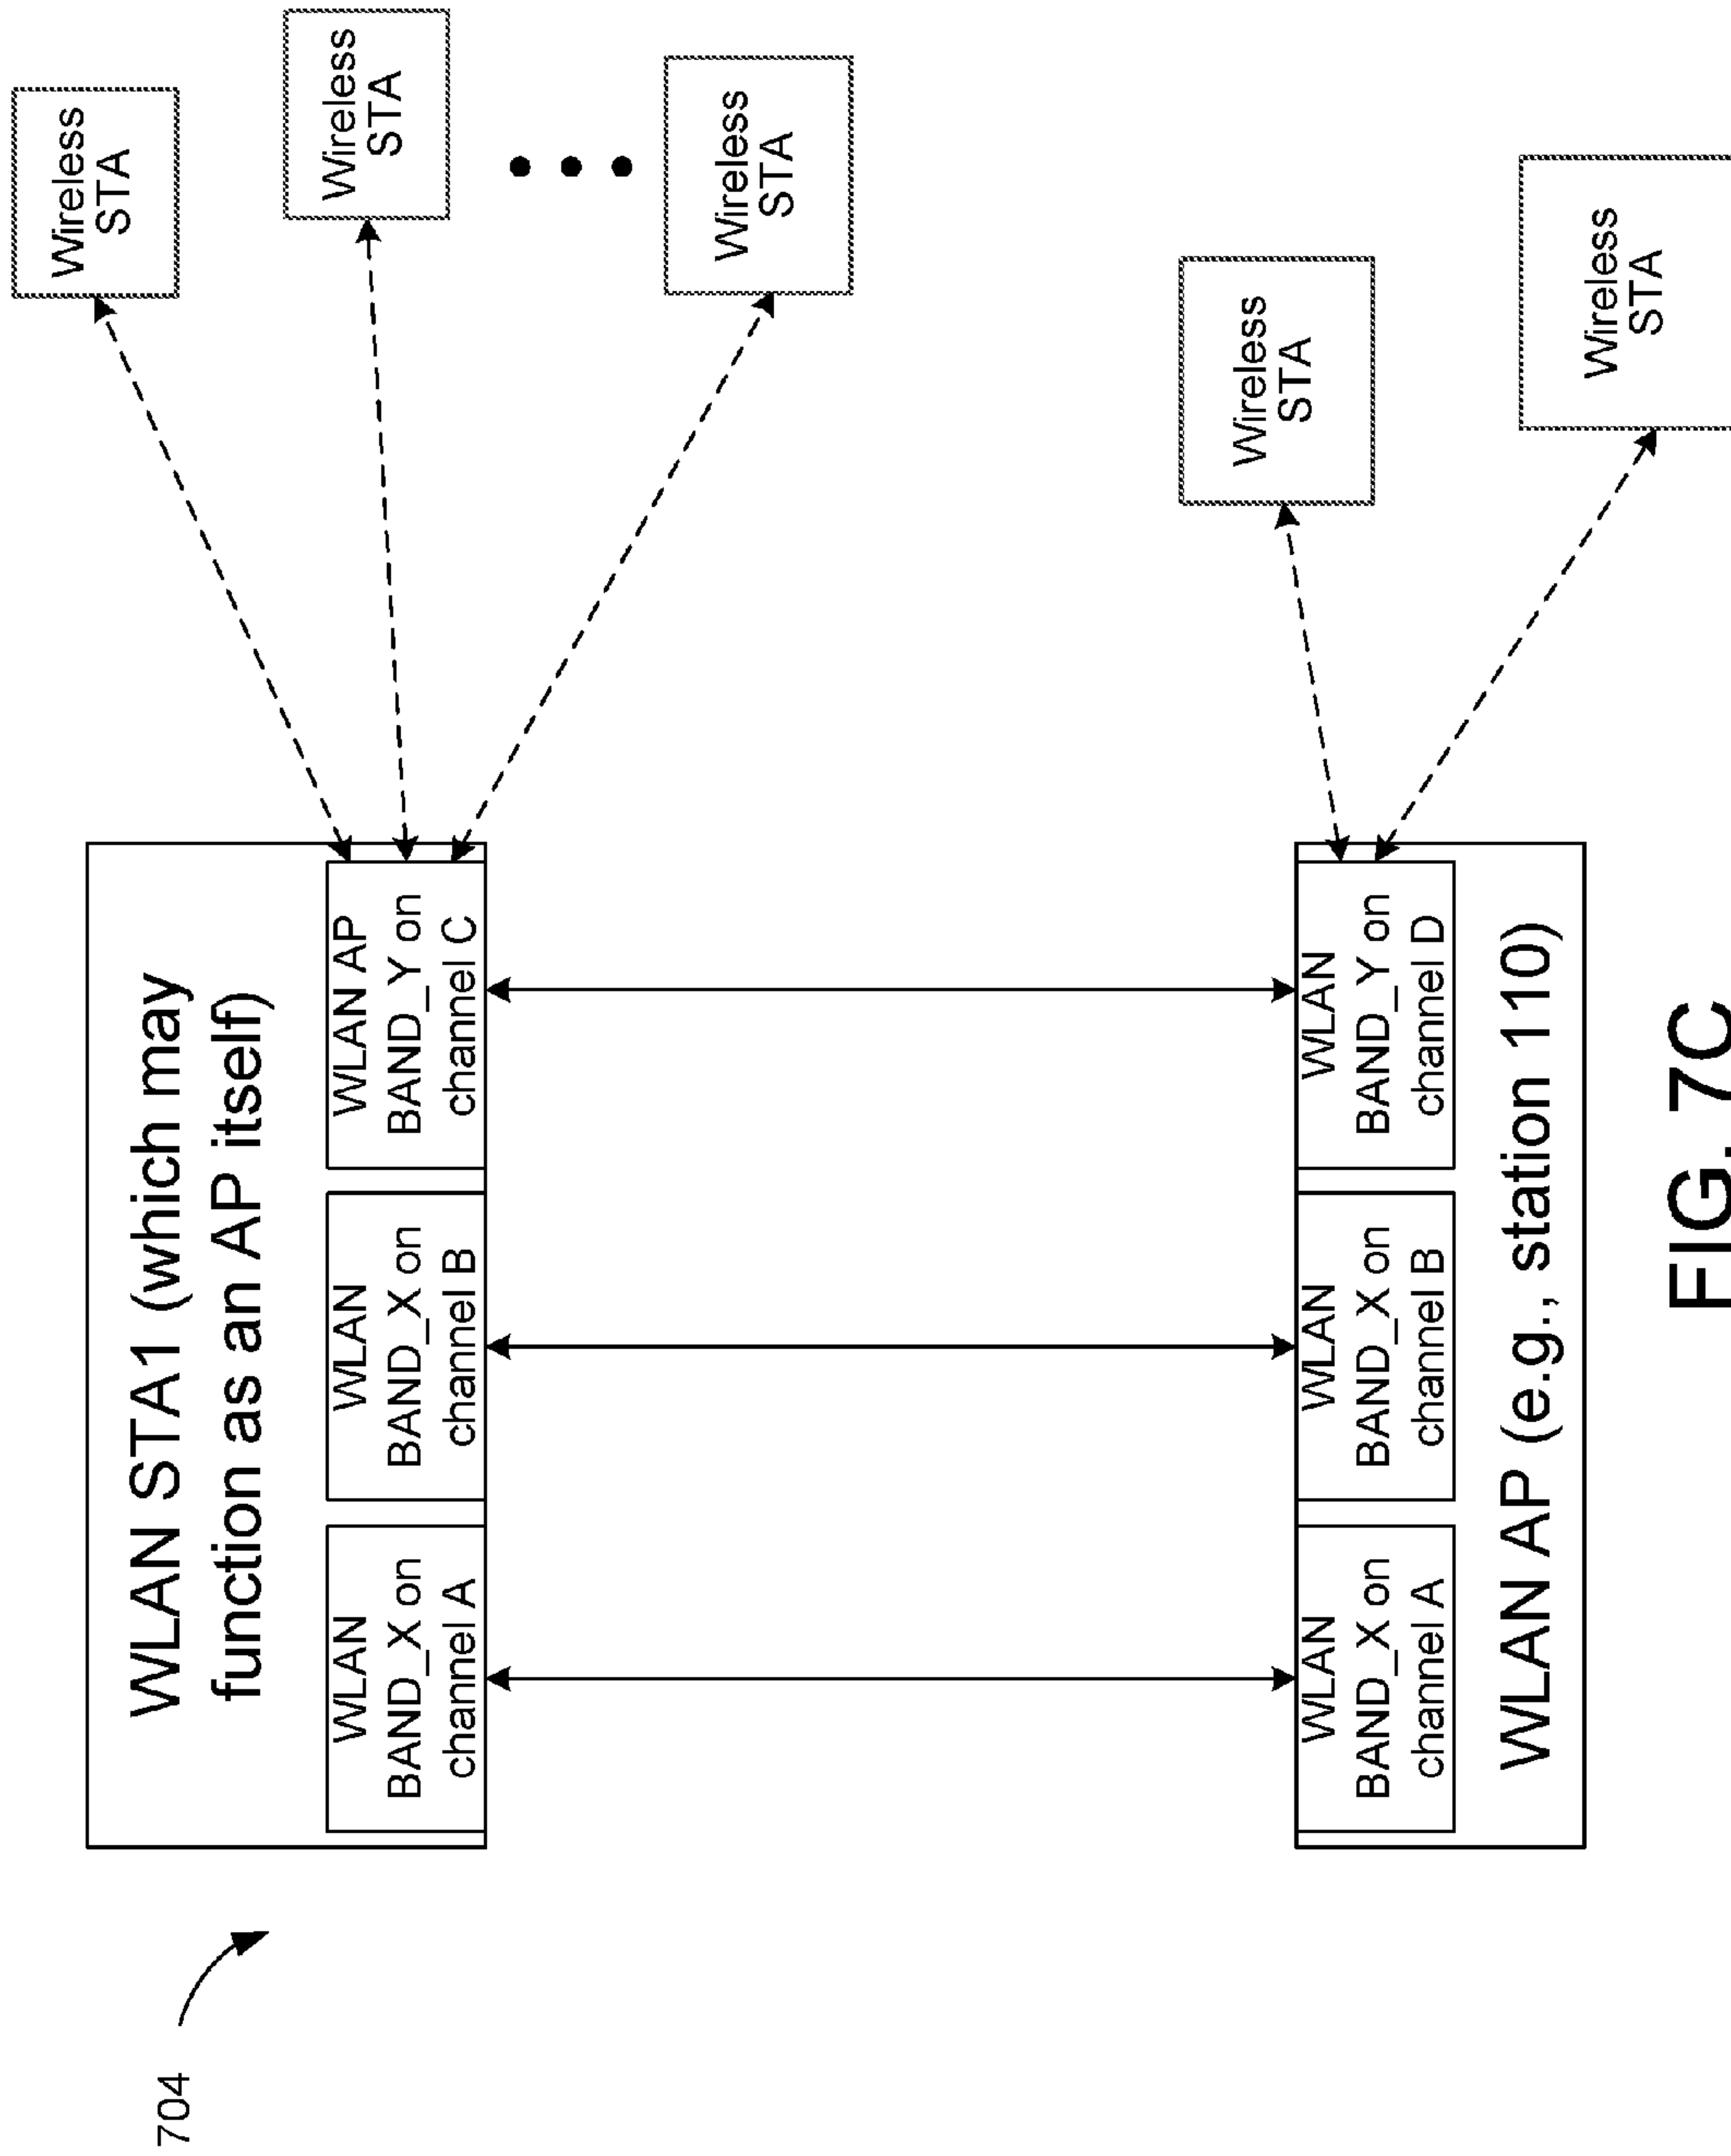 704
WLAN STA1 (which may
function as an AP itself)
WLAN
BAND_X on
channel A
WLAN
BAND_X on
channel B
WLAN AP
BAND_Y on
channel C
Wireless
STA
Wireless
STA
Wireless
STA
WLAN
BAND_X on
channel A
WLAN
BAND_X on
channel B
WLAN
BAND_Y on
channel D
WLAN AP (e.g., station 110)
Wireless
STA
Wireless
STA
FIG. 7C